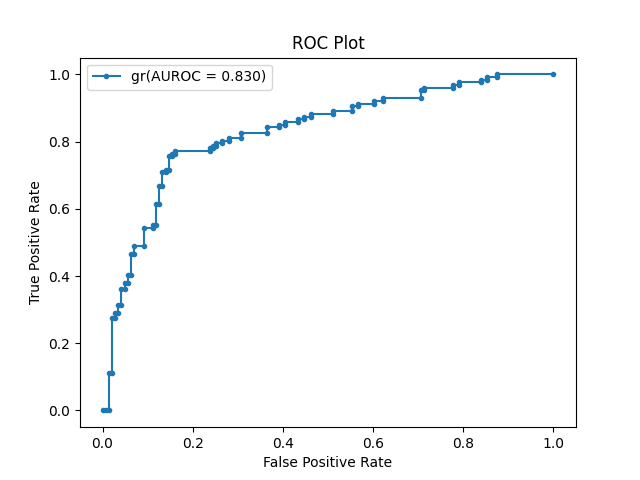 ROC Plot
gr(AUROC = 0.830)
True Positive Rate
1.0
0.8
0.6
0.4
0.2
0.0
0.0 0.2 0.4 0.6 0.8 1.0
False Positive Rate